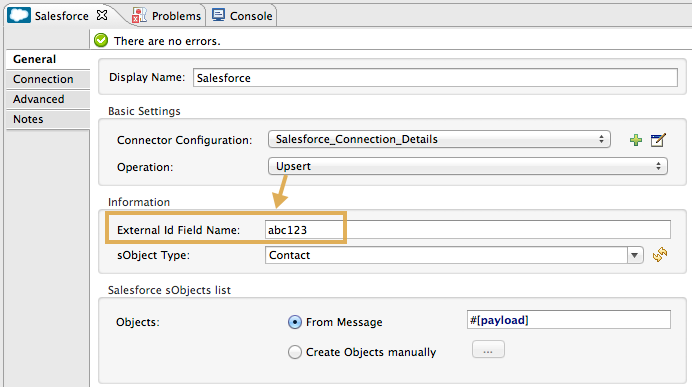 Salesforce Problems Console
There are no errors.
General
Connection
Advanced
Notes
Display Name: Salesforce
Basic Settings
Connector Configuration: Salesforce_Connection_Details
Operation: Upsert
Information
External Id Field Name: abc123
sObject Type: Contact
Salesforce sObjects list
Objects: From Message #[payload]
Create Objects manually ...